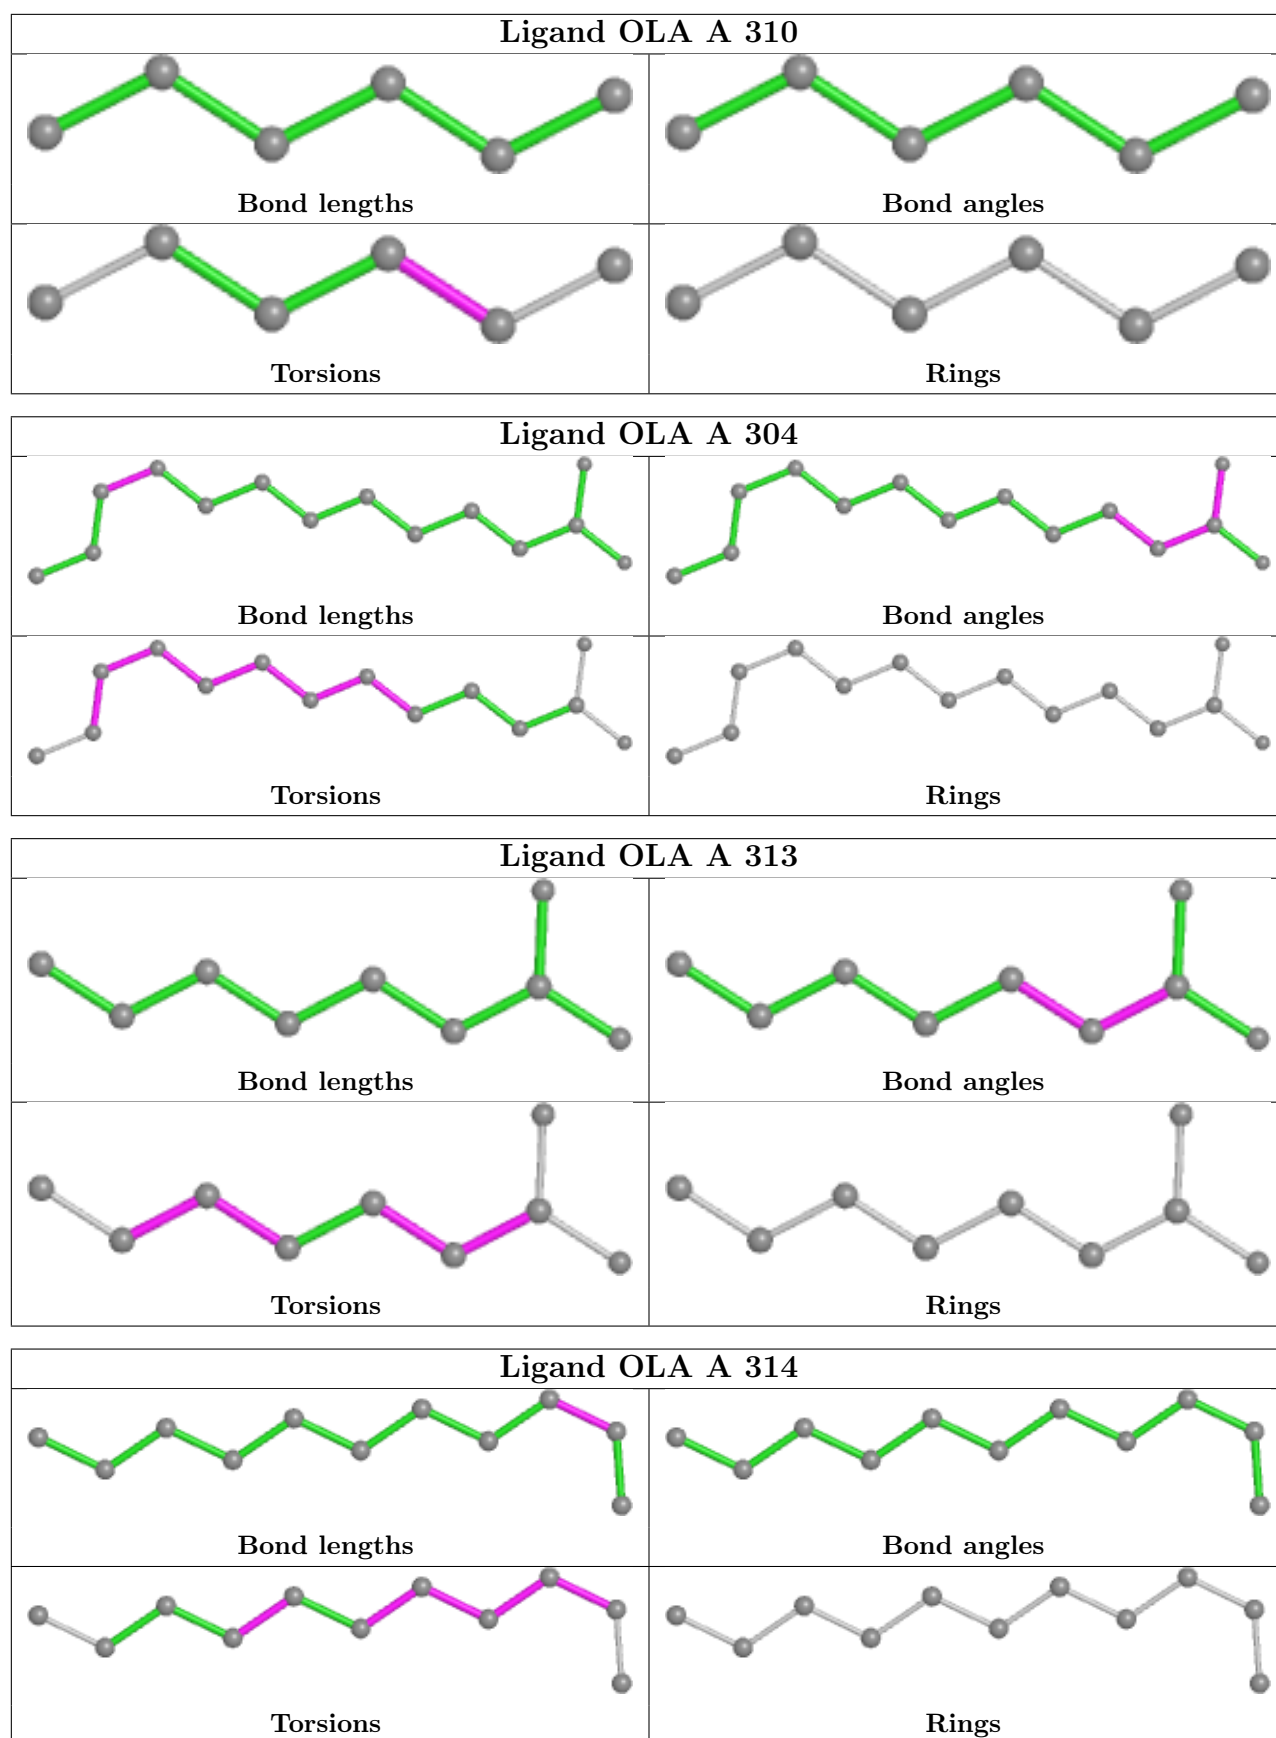 Ligand OLA A 310
Bond lengths
Bond angles
Torsions
Rings
Ligand OLA A 304
Bond lengths
Bond angles
Torsions
Rings
Ligand OLA A 313
Bond lengths
Bond angles
Torsions
Rings
Ligand OLA A 314
Bond lengths
Bond angles
Torsions
Rings